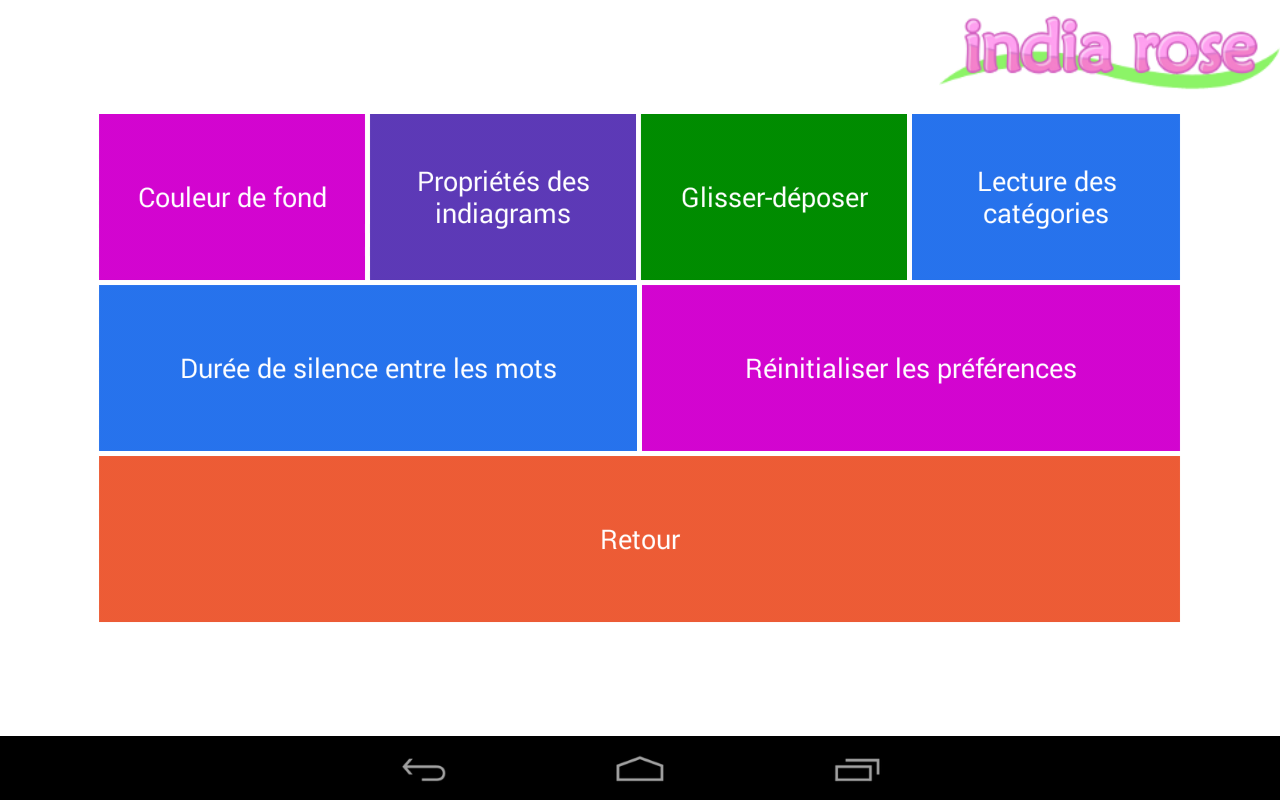 india rose
Couleur de fond
Propriétés des
indiagrams
Glisser-déposer
Lecture des
catégories
Durée de silence entre les mots
Réinitialiser les préférences
Retour